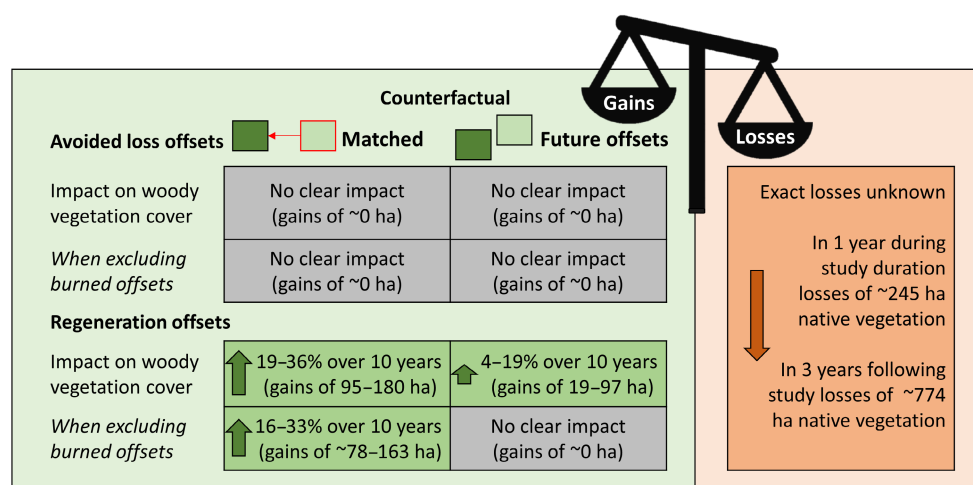 Gains
Losses
Counterfactual
Avoided loss offsets
Matched
Future offsets
Impact on woody
vegetation cover
No clear impact
(gains of ~0 ha)
No clear impact
(gains of ~0 ha)
When excluding
burned offsets
No clear impact
(gains of ~0 ha)
No clear impact
(gains of ~0 ha)
Regeneration offsets
Impact on woody
vegetation cover
19–36% over 10 years
(gains of 95–180 ha)
4–19% over 10 years
(gains of 19–97 ha)
When excluding
burned offsets
16–33% over 10 years
(gains of ~78–163 ha)
No clear impact
(gains of ~0 ha)
Exact losses unknown
In 1 year during
study duration
losses of ~245 ha
native vegetation
In 3 years following
study losses of ~774
ha native vegetation